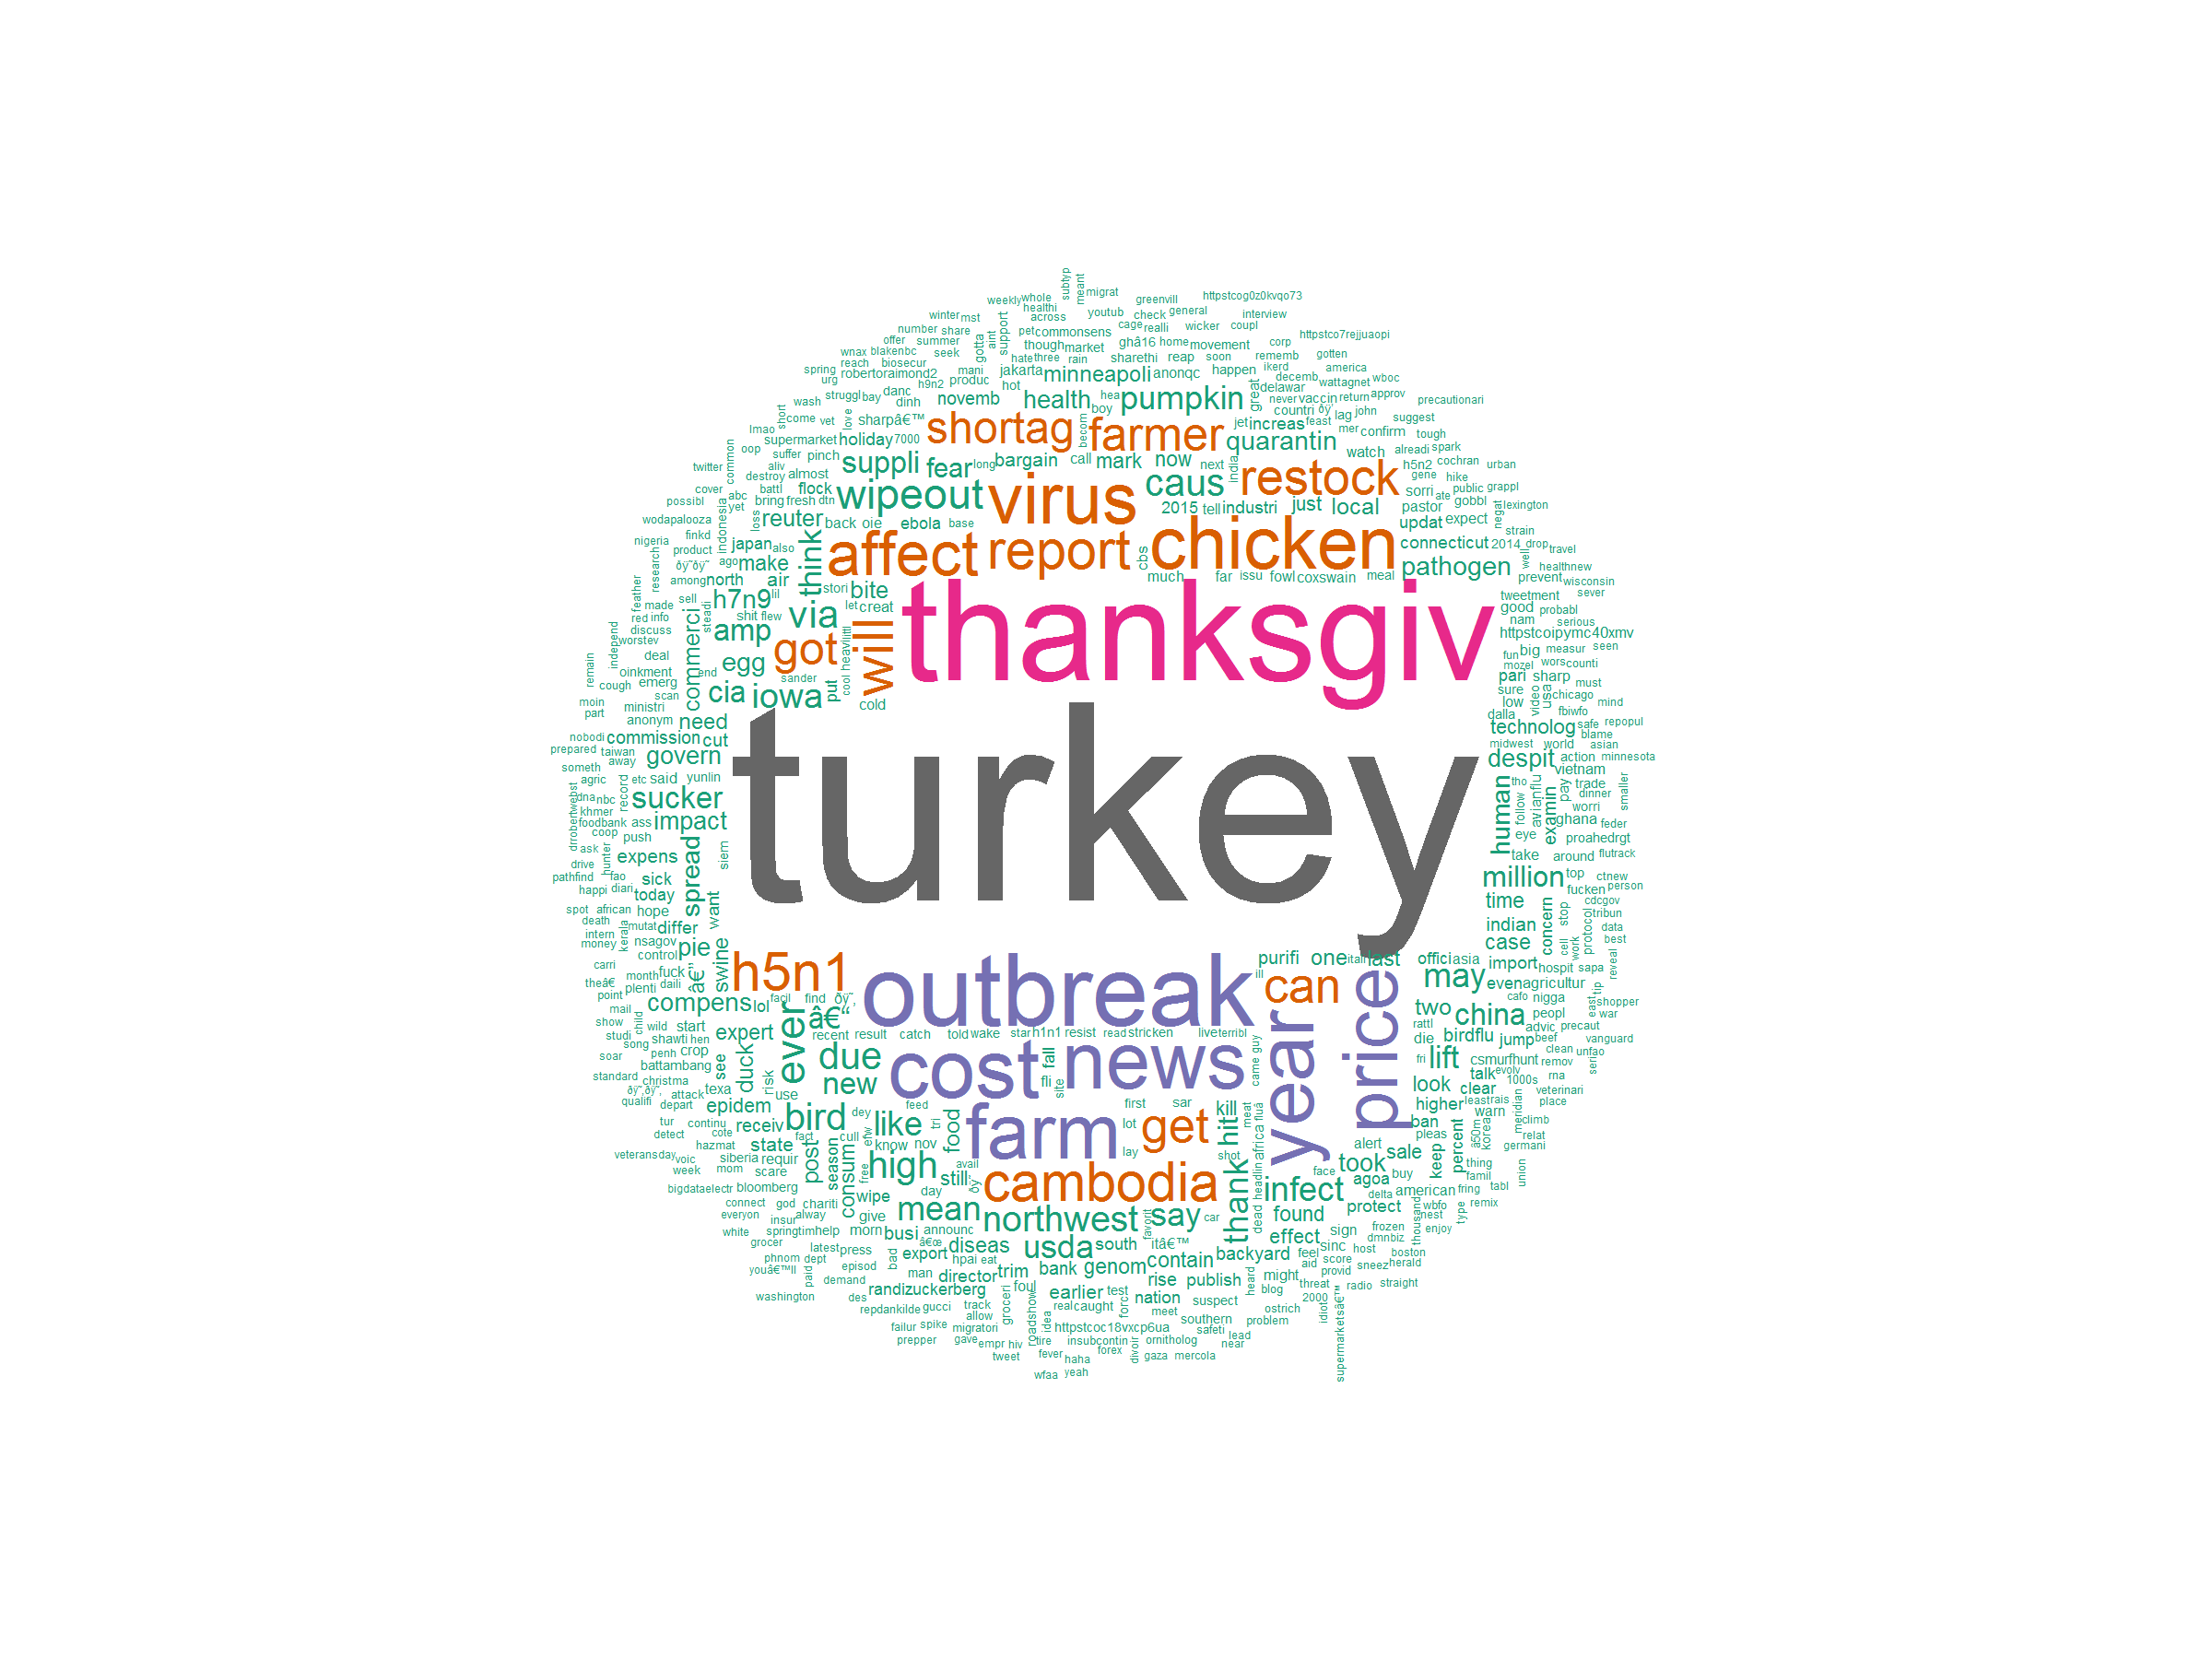 subtyp
meant
migrat
weekly whole
healthi
greenvill
httpstcog0z0kvqo73
winter mst
across
youtub check general
interview
number share
support
pet commonsens
cage realli wicker coupl
httpstco7rejjuaopi
offer summer aint
though market ghâ16 home movement
corp
wnax blakenbc seek gotta
hate three rain sharethi reap soon rememb gotten
reach biosecur
spring robertoraimond2 mani jakarta minneapoli anonqc happen ikerd america
urg danc h9n2 produc hot great decemb wattagnet wboc
struggl bay dinh novemb health hea boy pumpkin delawar never vaccin return approv precautionari
wash come vet love sharpâ€™ shortag becom farmer jet increas feast countri ðÿ’ lag john suggest
short lmao supermarket holiday 7000 quarantin mer confirm tough
oop suffer pinch suppli fear long bargain call mark now next india watch alreadi spark
twitter common aliv almost destroy h5n2 cochran urban
cover battl flock wipeout virus caus restock gene hike
possibl abc bring fresh dtn sorri ate public grappl
yet 2015 tell industri just local pastor gobbl negat lexington
wodapalooza loss reuter back oie ebola base updat expect
finkd indonesia japan also affect report cbs chicken connecticut 2014 drop strain
nigeria product think well travel
research ðÿ˜ðÿ˜ ago make much far issu fowl coxswain meal pathogen healthnew
among north air stori bite prevent wisconsin
feather made sell h7n9 lil let creat thanksgiv tweetment sever
red info steadi via shit flew good probabl
discuss amp nam serious
independ worstev commerci got will httpstcoipymc40xmv
deal egg heavi littl big measur seen
remain oinkment end fun mozel wors counti
cough emerg cia iowa sander put cool pari sharp must
scan cold sure video usa chicago mind
moin ministri low
part anonym need dalla fbiwfo
nobodi commission cut turkey technolog safe repopul
prepared taiwan govern midwest world blame asian
someth away despit action minnesota
agric etc said yunlin vietnam
dna nbc record sucker human tho avianflu pay trade smaller
khmer follow examin dinner
drrobertwebst foodbank ass impact worri
coop push ghana feder
ask hunter siem eye proahedrgt
drive expens spread take around flutrack
pathfind fao sick million top ctnew
happi diari today want time fucken person
spot african hope cdcgov
death mutat differ indian concern stop protocol tribun
intern nsagov h5n1 outbreak purifi one itali last offici asia case data
money kerala control pie cell work best
carri fuck swine ill can price may import hospit sapa reveal
theâ€ month plenti â€” even agricultur
point daili compens lol facil find ðÿ˜‚ cafo nigga tip shopper
mail child ever â€“ year two china peopl east war
show wild start expert recent result catch told wake star h1n1 resist read stricken live terribl rattl advic precaut
studi song shawti hen see due cost news fall came guy die birdflu jump beef vanguard
soar penh crop duck lift csmurfhunt clean unfao
battambang risk new fli talk evolv remov seri
standard christma texa use site look 1000s rna veterinari
ðÿ˜‚ðÿ˜‚ attack clear
qualifi depart epidem bird dey feed first sar kill meat fluâ higher least rais place
tur continu receiv like farm get hit ban warn meridian climb
detect cote fact cull etw tri lot africa pleas percent korea â50m relat
hazmat state post know nov food lay alert germani
veteransday voic siberia requir season high avail cambodia shot headlin took sale keep thing union
week mom scare consum free still thank face infect agoa buy famil
bigdataelectr bloomberg wipe day ðÿ˜ delta american fring tabl
connect god chariti mean northwest say car dead found protect wbfo remix
everyon insur alway give favorit thousand nest type enjoy
white springtim help morn busi announc usda south itâ€™ effect sign frozen
grocer latest press â€œ diseas contain backyard feel sinc dmnbiz boston
phnom dept bad export hpai eat genom host
youâ€™ll paid episod man director trim bank rise publish heard might aid score sneez herald
demand foul provid
washington des randizuckerberg earlier test nation blog threat radio straight
repdankilde gucci track groceri real caught forc suspect 2000
allow roadshow idea meet southern ostrich idiot
failur spike migratori httpstcoc18vxcp6ua safeti problem supermarketsâ€™
prepper gave empr hiv tire insubcontin ornitholog lead
tweet fever forex divoir near
haha gaza mercola
wfaa yeah